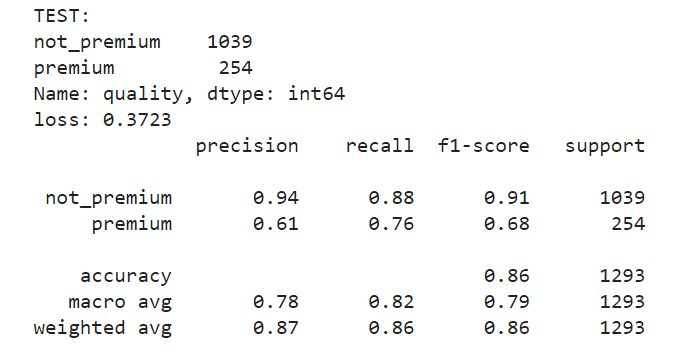 TEST:
not_premium    1039
premium         254
Name: quality, dtype: int64
loss: 0.3723
              precision    recall  f1-score   support

 not_premium       0.94      0.88      0.91      1039
     premium       0.61      0.76      0.68       254

    accuracy                           0.86      1293
   macro avg       0.78      0.82      0.79      1293
weighted avg       0.87      0.86      0.86      1293